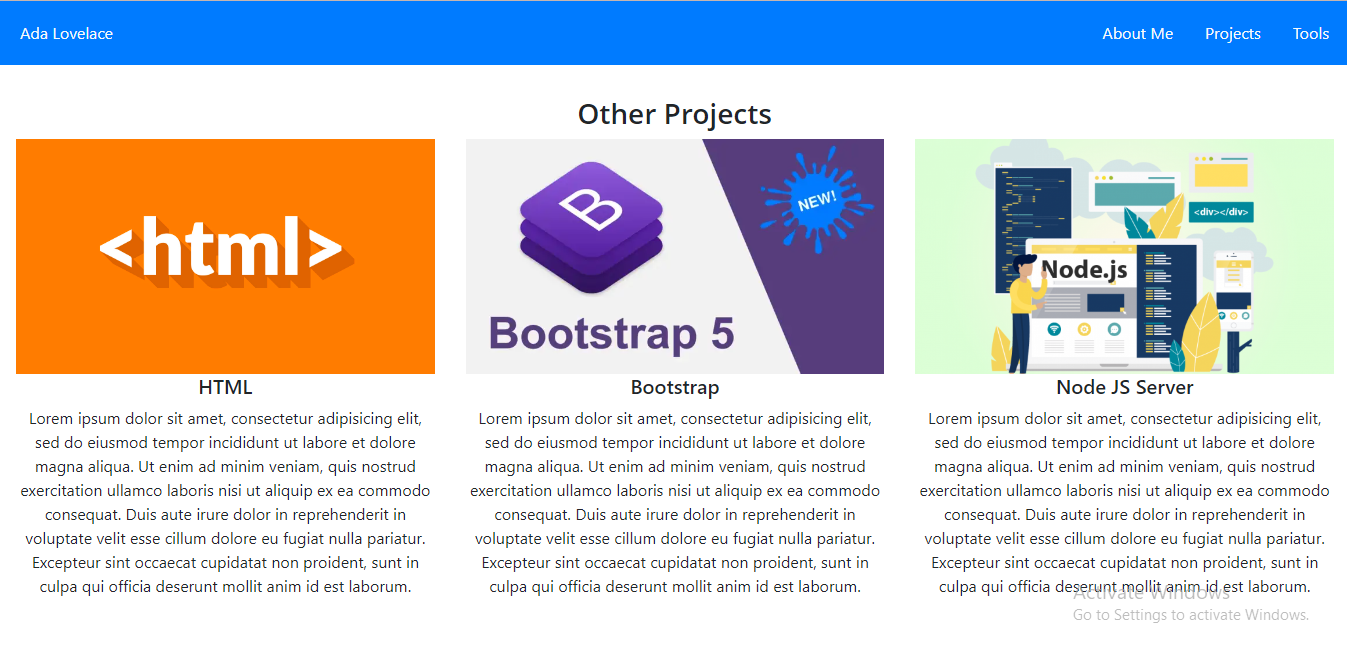 Ada Lovelace
About Me
Projects
Tools
Other Projects
<html>
B
NEW!
Bootstrap 5
<div></div>
Node.js
HTML
Lorem ipsum dolor sit amet, consectetur adipisicing elit,
sed do eiusmod tempor incididunt ut labore et dolore
magna aliqua. Ut enim ad minim veniam, quis nostrud
exercitation ullamco laboris nisi ut aliquip ex ea commodo
consequat. Duis aute irure dolor in reprehenderit in
voluptate velit esse cillum dolore eu fugiat nulla pariatur.
Excepteur sint occaecat cupidatat non proident, sunt in
culpa qui officia deserunt mollit anim id est laborum.
Bootstrap
Lorem ipsum dolor sit amet, consectetur adipisicing elit,
sed do eiusmod tempor incididunt ut labore et dolore
magna aliqua. Ut enim ad minim veniam, quis nostrud
exercitation ullamco laboris nisi ut aliquip ex ea commodo
consequat. Duis aute irure dolor in reprehenderit in
voluptate velit esse cillum dolore eu fugiat nulla pariatur.
Excepteur sint occaecat cupidatat non proident, sunt in
culpa qui officia deserunt mollit anim id est laborum.
Node JS Server
Lorem ipsum dolor sit amet, consectetur adipisicing elit,
sed do eiusmod tempor incididunt ut labore et dolore
magna aliqua. Ut enim ad minim veniam, quis nostrud
exercitation ullamco laboris nisi ut aliquip ex ea commodo
consequat. Duis aute irure dolor in reprehenderit in
voluptate velit esse cillum dolore eu fugiat nulla pariatur.
Excepteur sint occaecat cupidatat non proident, sunt in
culpa qui officia deserunt mollit anim id est laborum.
Activate Windows
Go to Settings to activate Windows.